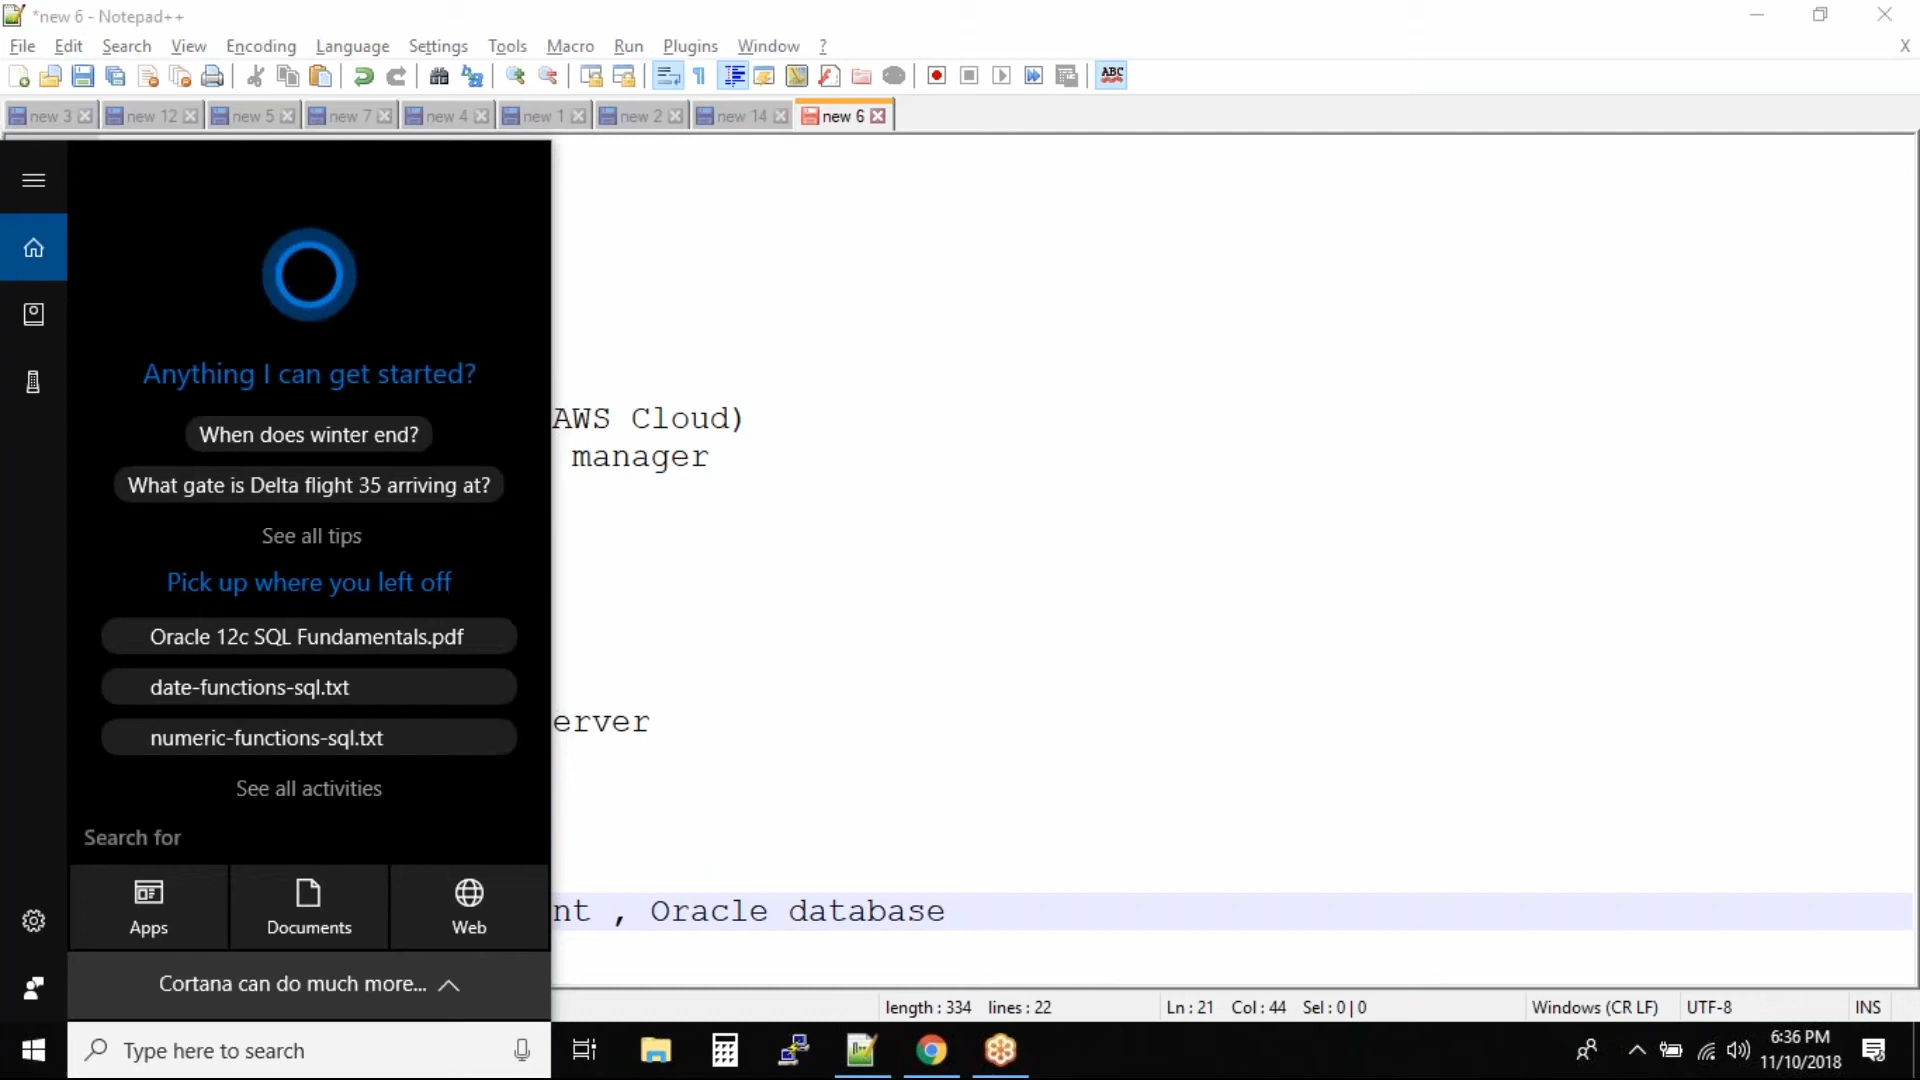 *new 6 - Notepad++
File Edit Search View Encoding Language Settings Tools Macro Run Plugins Window ?
X
ABC
new 3 new 12 new 5 new 7 new 4 new 1 new 2 new 14 new 6
Anything I can get started?
When does winter end?
What gate is Delta flight 35 arriving at?
See all tips
Pick up where you left off
Oracle 12c SQL Fundamentals.pdf
date-functions-sql.txt
numeric-functions-sql.txt
See all activities
Search for
Apps Documents Web
Cortana can do much more...
Type here to search
AWS Cloud)
manager
erver
nt , Oracle database
length : 334 lines : 22 Ln : 21 Col : 44 Sel : 0 | 0 Windows (CR LF) UTF-8 INS
6:36 PM
11/10/2018